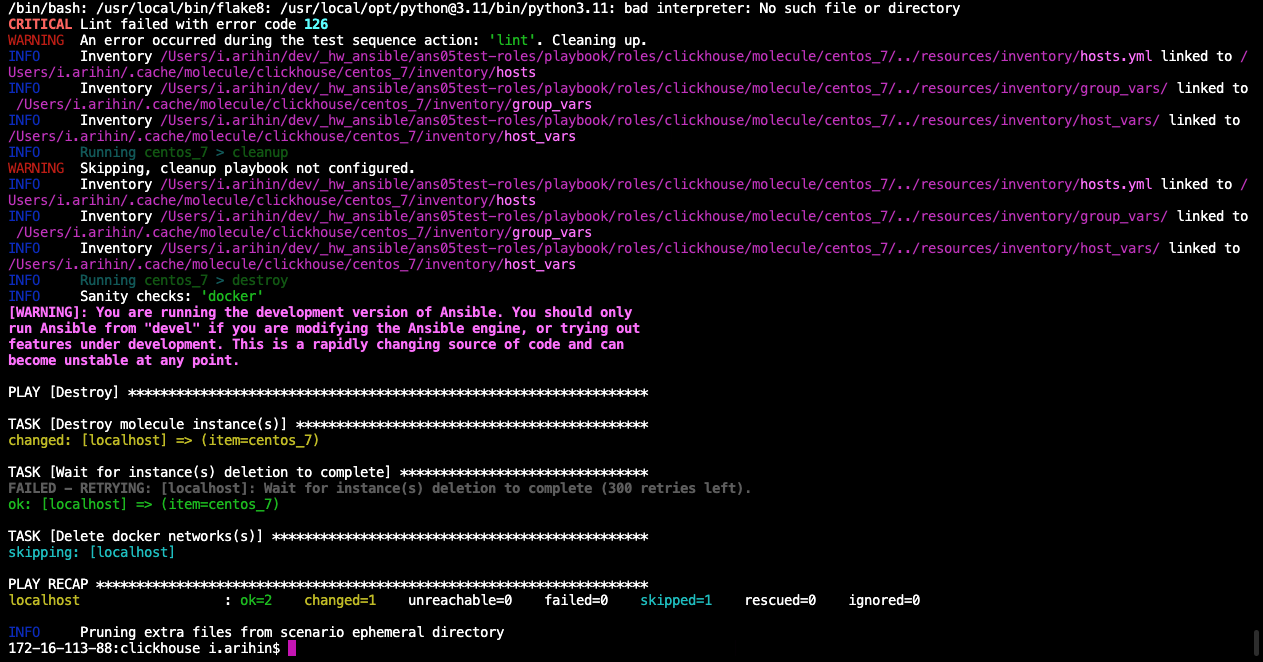 /bin/bash: /usr/local/bin/flake8: /usr/local/opt/python@3.11/bin/python3.11: bad interpreter: No such file or directory
CRITICAL Lint failed with error code 126
WARNING  An error occurred during the test sequence action: 'lint'. Cleaning up.
INFO     Inventory /Users/i.arihin/dev/_hw_ansible/ans05test-roles/playbook/roles/clickhouse/molecule/centos_7/../resources/inventory/hosts.yml linked to /
Users/i.arihin/.cache/molecule/clickhouse/centos_7/inventory/hosts
INFO     Inventory /Users/i.arihin/dev/_hw_ansible/ans05test-roles/playbook/roles/clickhouse/molecule/centos_7/../resources/inventory/group_vars/ linked to
 /Users/i.arihin/.cache/molecule/clickhouse/centos_7/inventory/group_vars
INFO     Inventory /Users/i.arihin/dev/_hw_ansible/ans05test-roles/playbook/roles/clickhouse/molecule/centos_7/../resources/inventory/host_vars/ linked to
/Users/i.arihin/.cache/molecule/clickhouse/centos_7/inventory/host_vars
INFO     Running centos_7 > cleanup
WARNING  Skipping, cleanup playbook not configured.
INFO     Inventory /Users/i.arihin/dev/_hw_ansible/ans05test-roles/playbook/roles/clickhouse/molecule/centos_7/../resources/inventory/hosts.yml linked to /
Users/i.arihin/.cache/molecule/clickhouse/centos_7/inventory/hosts
INFO     Inventory /Users/i.arihin/dev/_hw_ansible/ans05test-roles/playbook/roles/clickhouse/molecule/centos_7/../resources/inventory/group_vars/ linked to
 /Users/i.arihin/.cache/molecule/clickhouse/centos_7/inventory/group_vars
INFO     Inventory /Users/i.arihin/dev/_hw_ansible/ans05test-roles/playbook/roles/clickhouse/molecule/centos_7/../resources/inventory/host_vars/ linked to
/Users/i.arihin/.cache/molecule/clickhouse/centos_7/inventory/host_vars
INFO     Running centos_7 > destroy
INFO     Sanity checks: 'docker'
[WARNING]: You are running the development version of Ansible. You should only
run Ansible from "devel" if you are modifying the Ansible engine, or trying out
features under development. This is a rapidly changing source of code and can
become unstable at any point.

PLAY [Destroy] *****************************************************************

TASK [Destroy molecule instance(s)] ********************************************
changed: [localhost] => (item=centos_7)

TASK [Wait for instance(s) deletion to complete] *******************************
FAILED - RETRYING: [localhost]: Wait for instance(s) deletion to complete (300 retries left).
ok: [localhost] => (item=centos_7)

TASK [Delete docker networks(s)] ***********************************************
skipping: [localhost]

PLAY RECAP *********************************************************************
localhost                  : ok=2    changed=1    unreachable=0    failed=0    skipped=1    rescued=0    ignored=0

INFO     Pruning extra files from scenario ephemeral directory
172-16-113-88:clickhouse i.arihin$